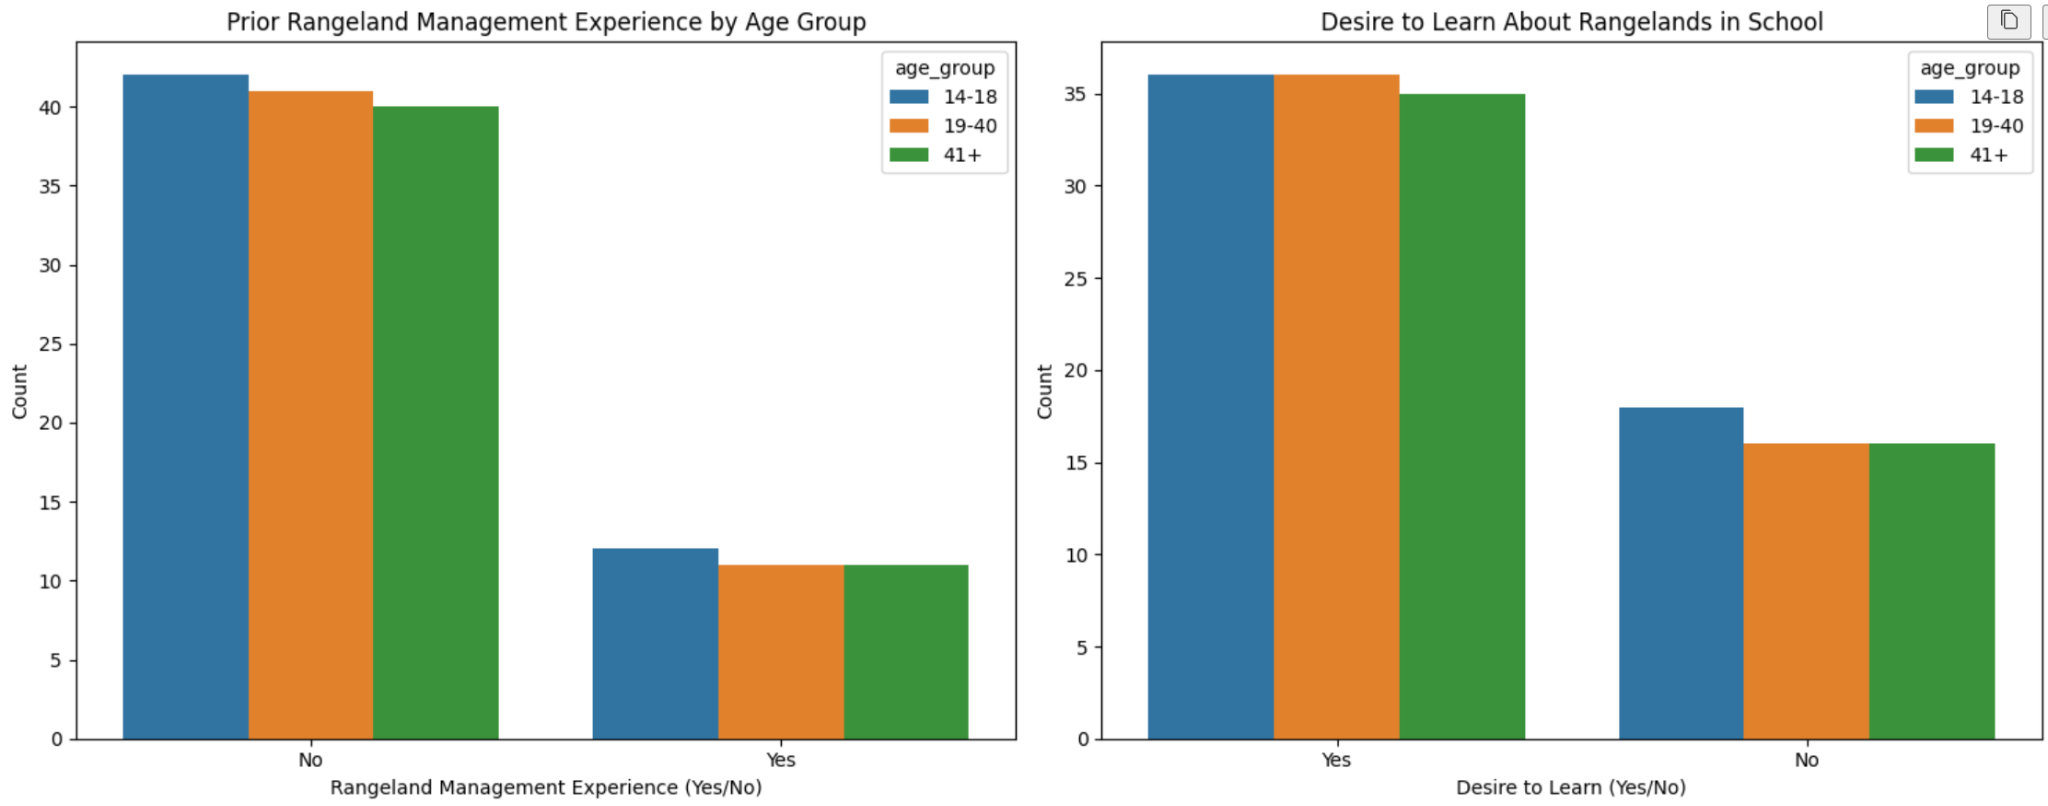 Prior Rangeland Management Experience by Age Group
age_group
14-18
19-40
41+
40
35
30
25
20
15
10
5
0
Count
No
Yes
Rangeland Management Experience (Yes/No)
Desire to Learn About Rangelands in School
age_group
14-18
19-40
41+
35
30
25
20
15
10
5
0
Count
Yes
No
Desire to Learn (Yes/No)